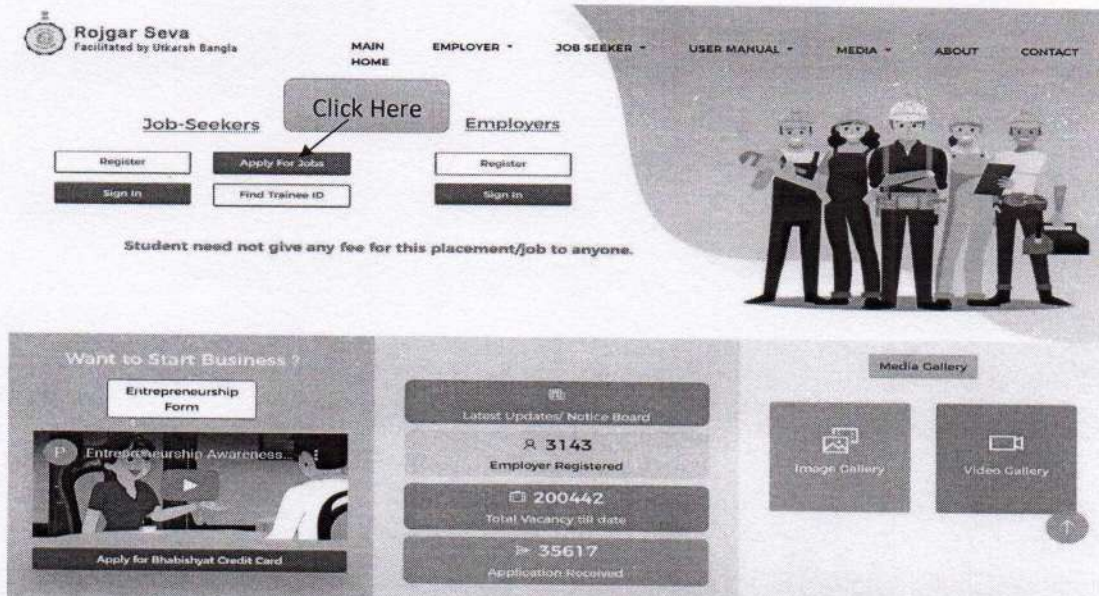 Rojgar Seva
Facilitated by Utkarsh Bangla
MAIN HOME
EMPLOYER
JOB SEEKER
USER MANUAL
MEDIA
ABOUT
CONTACT
Click Here
Job-Seekers
Register
Apply For Jobs
Sign In
Find Trainee ID
Employers
Register
Sign In
Student need not give any fee for this placement/job to anyone.
Want to Start Business ?
Entrepreneurship
Form
P
Entrepreneurship Awareness...
Apply for Bhabishyat Credit Card
Latest Updates/ Notice Board
3143
Employer Registered
200442
Total Vacancy till date
35617
Application Received
Media Gallery
Image Gallery
Video Gallery